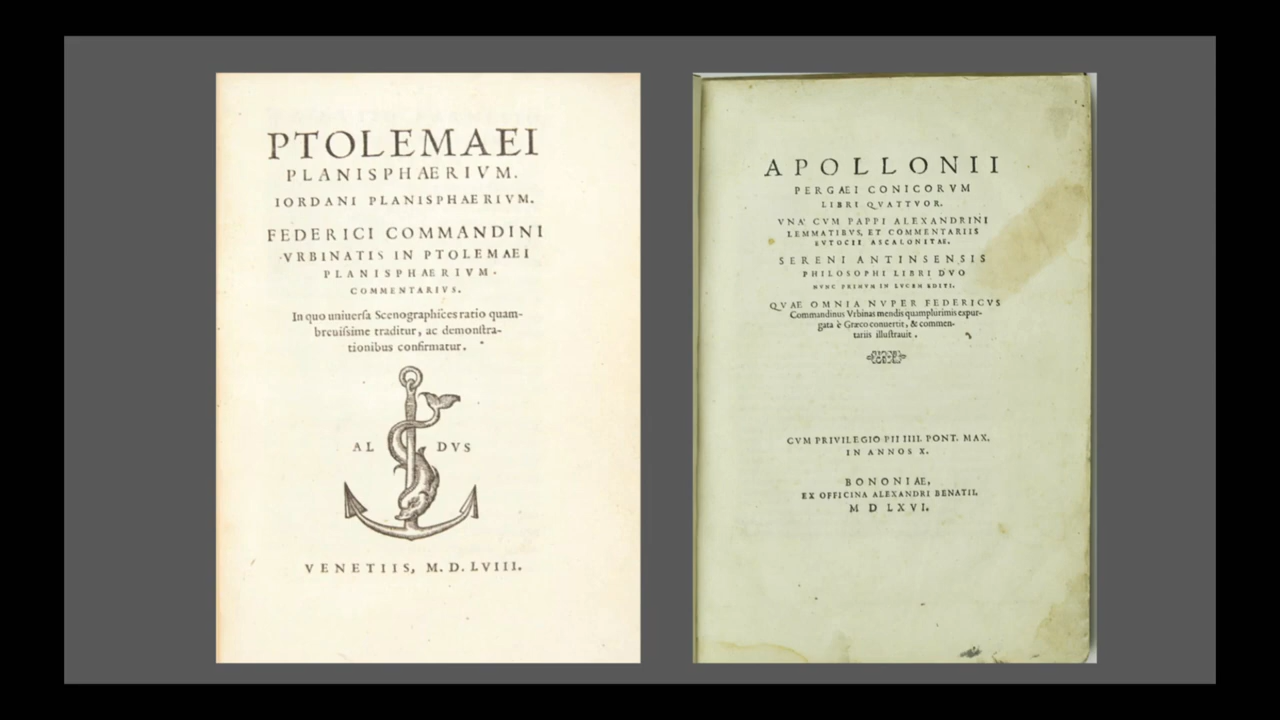 PTOLEMAEI
PLANISPHAERIVM.
IORDANI PLANISPHAERIVM.
FEDERICI COMMANDINI
VRBINATIS IN PTOLEMAEI
PLANISPHAERIVM.
COMMENTARIVS.
In quo uniuerſa Scenographices ratio quam-
breuiſsime traditur, ac demonſtra-
tionibus confirmatur.
AL DVS
VENETIIS, M. D. LVIII.
APOLLONII
PERGAEI CONICORVM
LIBRI QVATTVOR.
VNA' CVM PAPPI ALEXANDRINI
LEMMATIBVS, ET COMMENTARIIS
EVTOCII ASCALONITAE.
SERENI ANTINSENSIS
PHILOSOPHI LIBRI DVO
NVNC PRIMVM IN LVCEM EDITI.
QVAE OMNIA NVPER FEDERICVS
Commandinus Vrbinas mendis quamplurimis expur-
gata è Græco conuertit, & commen-
tariis illuſtrauit.
CVM PRIVILEGIO PII IIII. PONT. MAX.
IN ANNOS X.
BONONIAE,
EX OFFICINA ALEXANDRI BENATII.
M D LXVI.